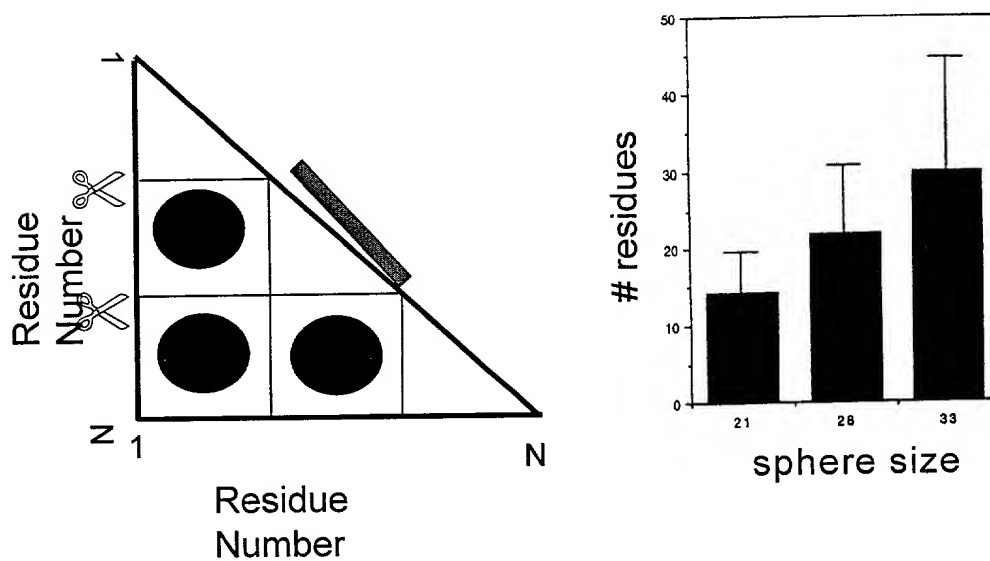 1
Residue
Number
N
1
N
Residue
Number
50
40
30
20
10
0
# residues
21
28
33
sphere size